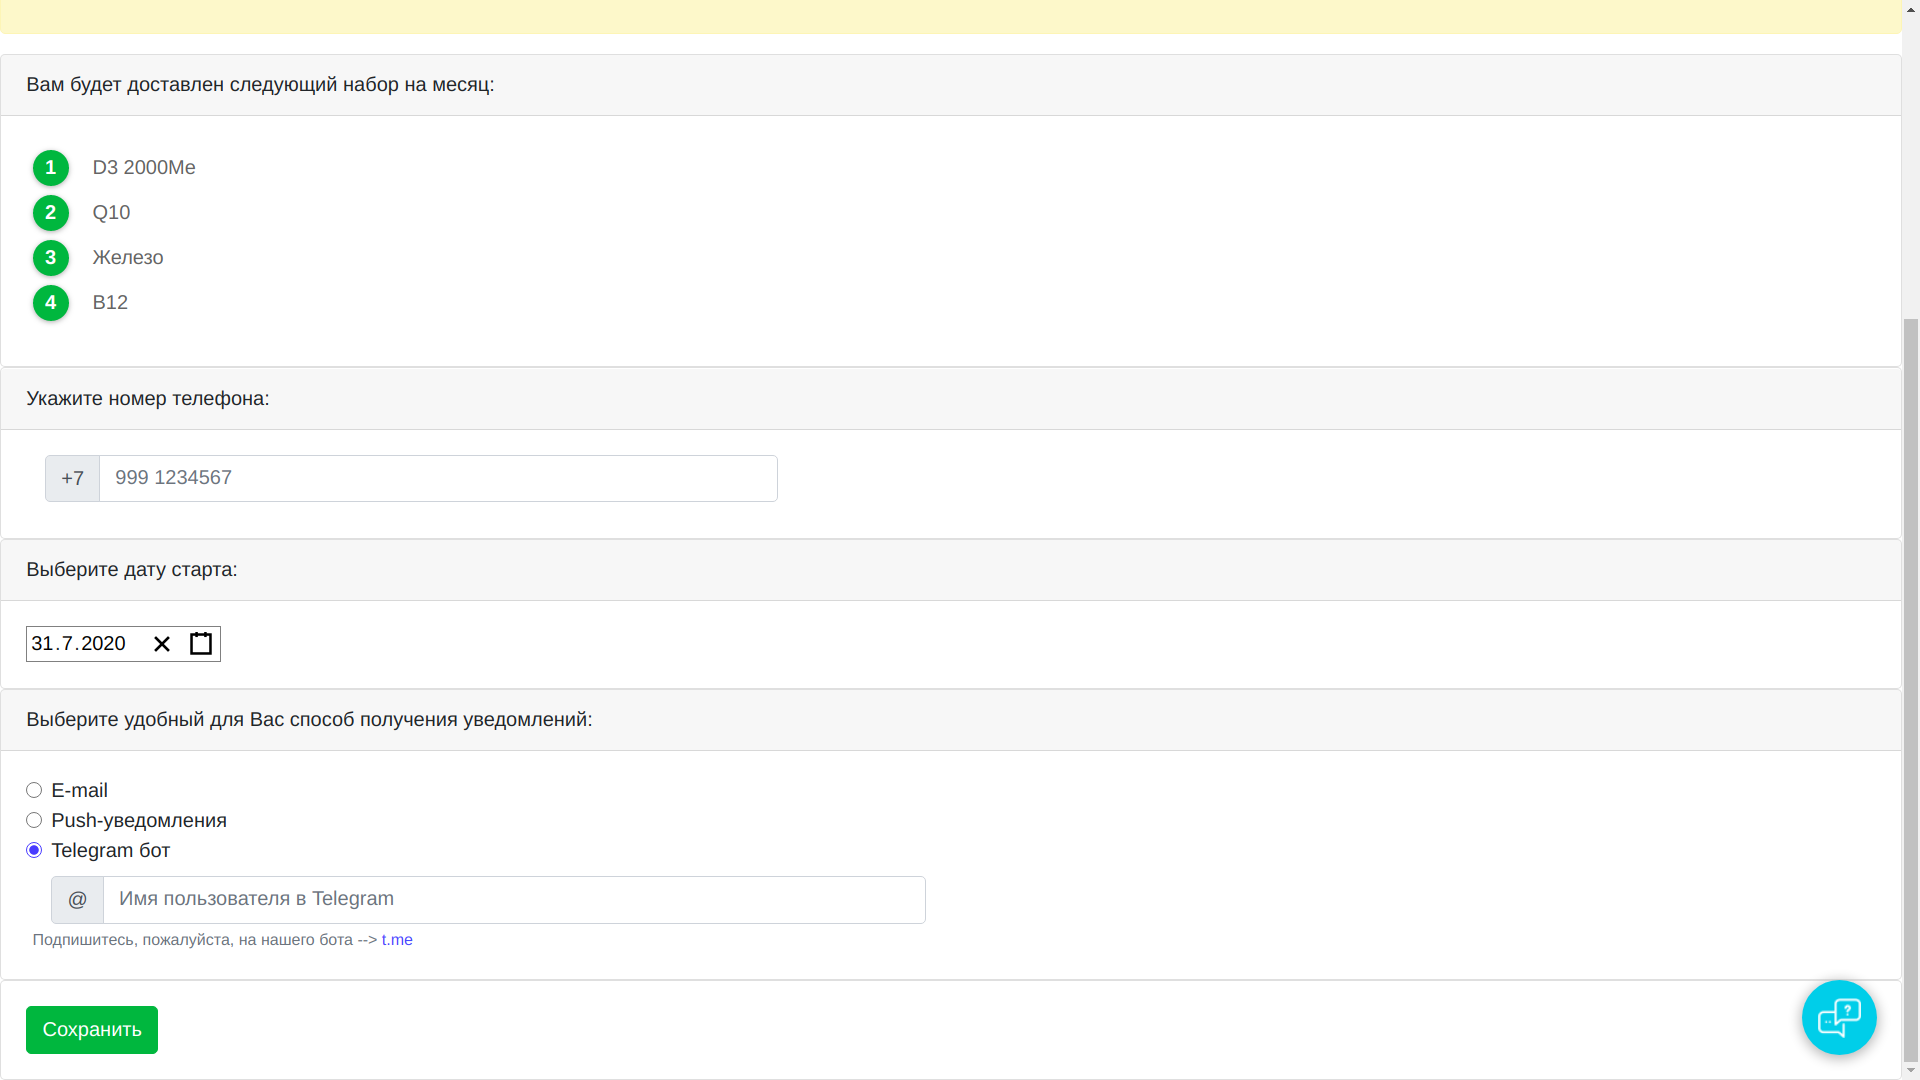 Вам будет доставлен следующий набор на месяц:
1 D3 2000Ме
2 Q10
3 Железо
4 B12
Укажите номер телефона:
+7 999 1234567
Выберите дату старта:
31.7.2020
Выберите удобный для Вас способ получения уведомлений:
E-mail
Push-уведомления
Telegram бот
@ Имя пользователя в Telegram
Подпишитесь, пожалуйста, на нашего бота --> t.me
Сохранить